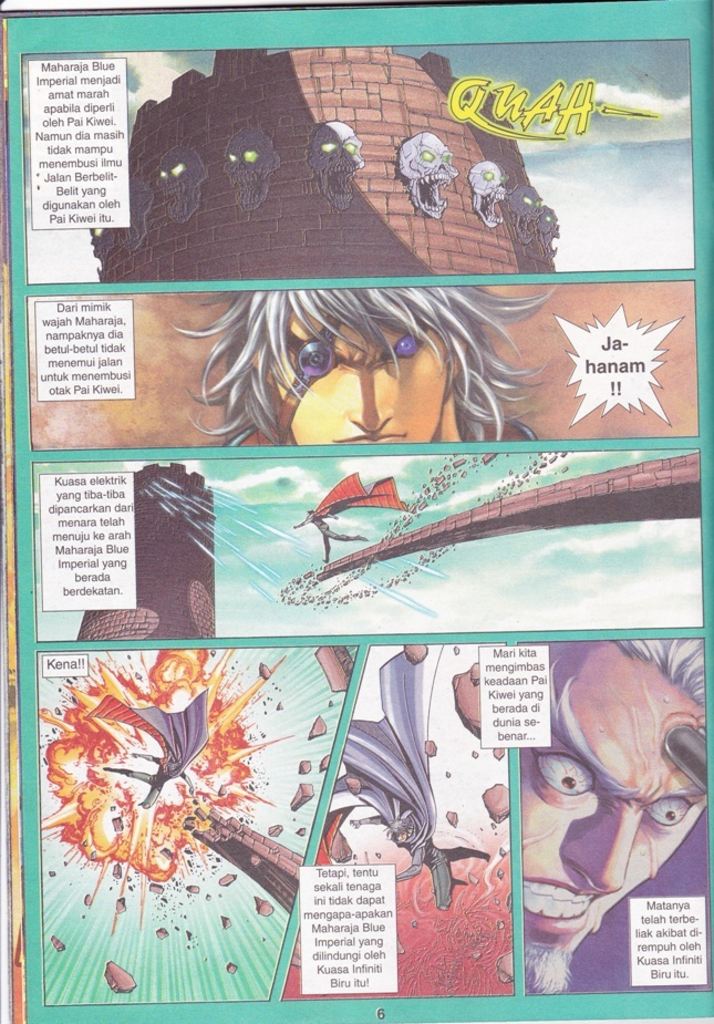 Maharaja Blue
Imperial menjadi
amat marah
apabila diperli
oleh Pai Kiwei.
Namun dia masih
tidak mampu
menembusi ilmu
Jalan Berbelit-
Belit yang
digunakan oleh
Pai Kiwei itu.
QUAH
Dari mimik
wajah Maharaja,
nampaknya dia
betul-betul tidak
menemui jalan
untuk menembusi
otak Pai Kiwei.
Ja-
hanam
!!
Kuasa elektrik
yang tiba-tiba
dipancarkan dari
menara telah
menuju ke arah
Maharaja Blue
Imperial yang
berada
berdekatan.
Kena!!
Tetapi, tentu
sekali tenaga
ini tidak dapat
mengapa-apakan
Maharaja Blue
Imperial yang
dilindungi oleh
Kuasa Infiniti
Biru itu!
Mari kita
mengimbas
keadaan Pai
Kiwei yang
berada di
dunia se-
benar...
Matanya
telah terbe-
liak akibat di-
rempuh oleh
Kuasa Infiniti
Biru itu.
6